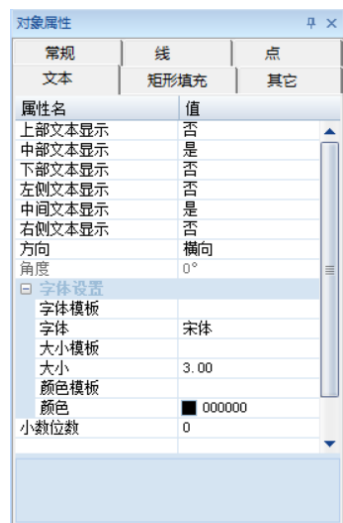 对象属性
常规 线 点
文本 矩形填充 其它
属性名 值
上部文本显示 否
中部文本显示 是
下部文本显示 否
左侧文本显示 否
中间文本显示 是
右侧文本显示 否
方向 横向
角度 0°
字体设置
字体模板
字体 宋体
大小模板
大小 3.00
颜色模板
颜色 000000
小数位数 0